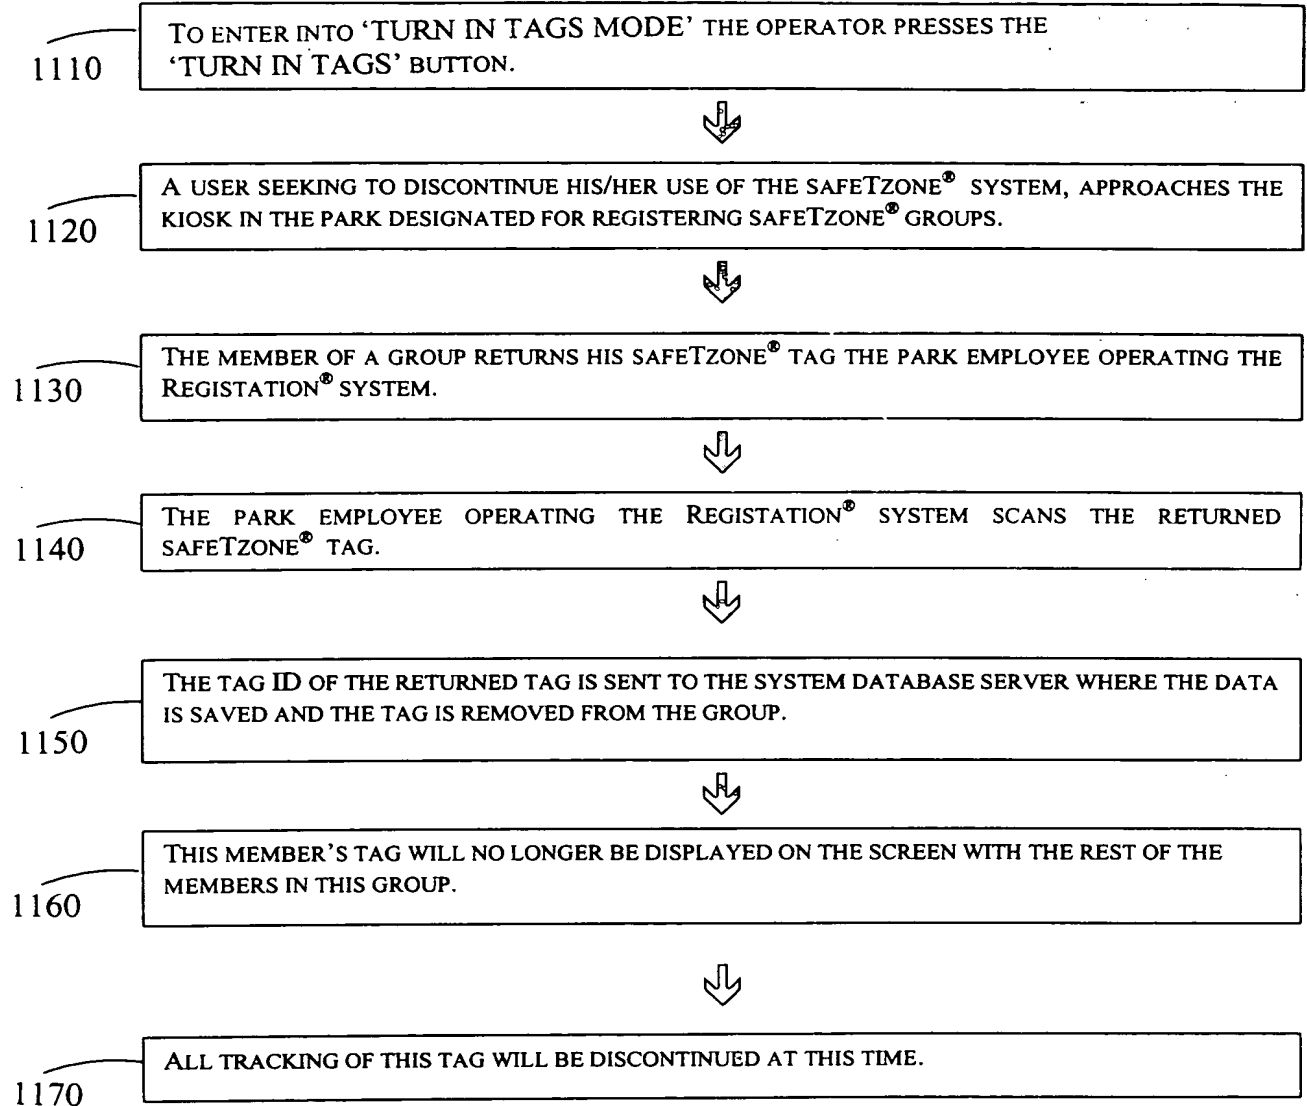 1110
TO ENTER INTO ‘TURN IN TAGS MODE’ THE OPERATOR PRESSES THE
‘TURN IN TAGS’ BUTTON.
1120
A USER SEEKING TO DISCONTINUE HIS/HER USE OF THE SAFETZONE® SYSTEM, APPROACHES THE
KIOSK IN THE PARK DESIGNATED FOR REGISTERING SAFETZONE® GROUPS.
1130
THE MEMBER OF A GROUP RETURNS HIS SAFETZONE® TAG THE PARK EMPLOYEE OPERATING THE
REGISTATION® SYSTEM.
1140
THE PARK EMPLOYEE OPERATING THE REGISTATION® SYSTEM SCANS THE RETURNED
SAFETZONE® TAG.
1150
THE TAG ID OF THE RETURNED TAG IS SENT TO THE SYSTEM DATABASE SERVER WHERE THE DATA
IS SAVED AND THE TAG IS REMOVED FROM THE GROUP.
1160
THIS MEMBER’S TAG WILL NO LONGER BE DISPLAYED ON THE SCREEN WITH THE REST OF THE
MEMBERS IN THIS GROUP.
1170
ALL TRACKING OF THIS TAG WILL BE DISCONTINUED AT THIS TIME.